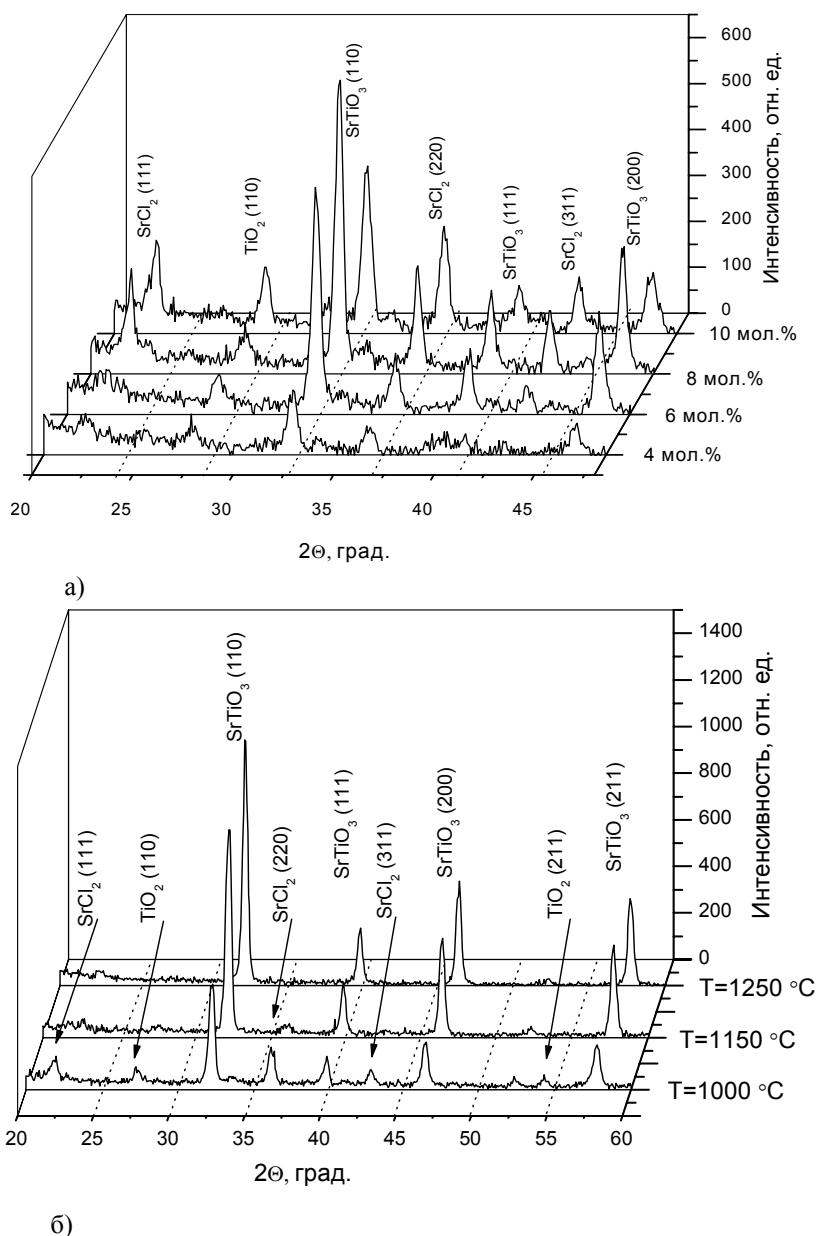 600
500
400
300
200
100
0
Интенсивность, отн. ед.
SrCl2 (111)
TiO2 (110)
SrTiO3 (110)
SrCl2 (220)
SrTiO3 (111)
SrCl2 (311)
SrTiO3 (200)
10 мол.%
8 мол.%
6 мол.%
4 мол.%
20 25 30 35 40 45
2Θ, град.
а)
1400
1200
1000
800
600
400
200
0
Интенсивность, отн. ед.
SrCl2 (111)
TiO2 (110)
SrTiO3 (110)
SrCl2 (220)
SrTiO3 (111)
SrCl2 (311)
SrTiO3 (200)
TiO2 (211)
SrTiO3 (211)
T=1250 °C
T=1150 °C
T=1000 °C
20 25 30 35 40 45 50 55 60
2Θ, град.
б)